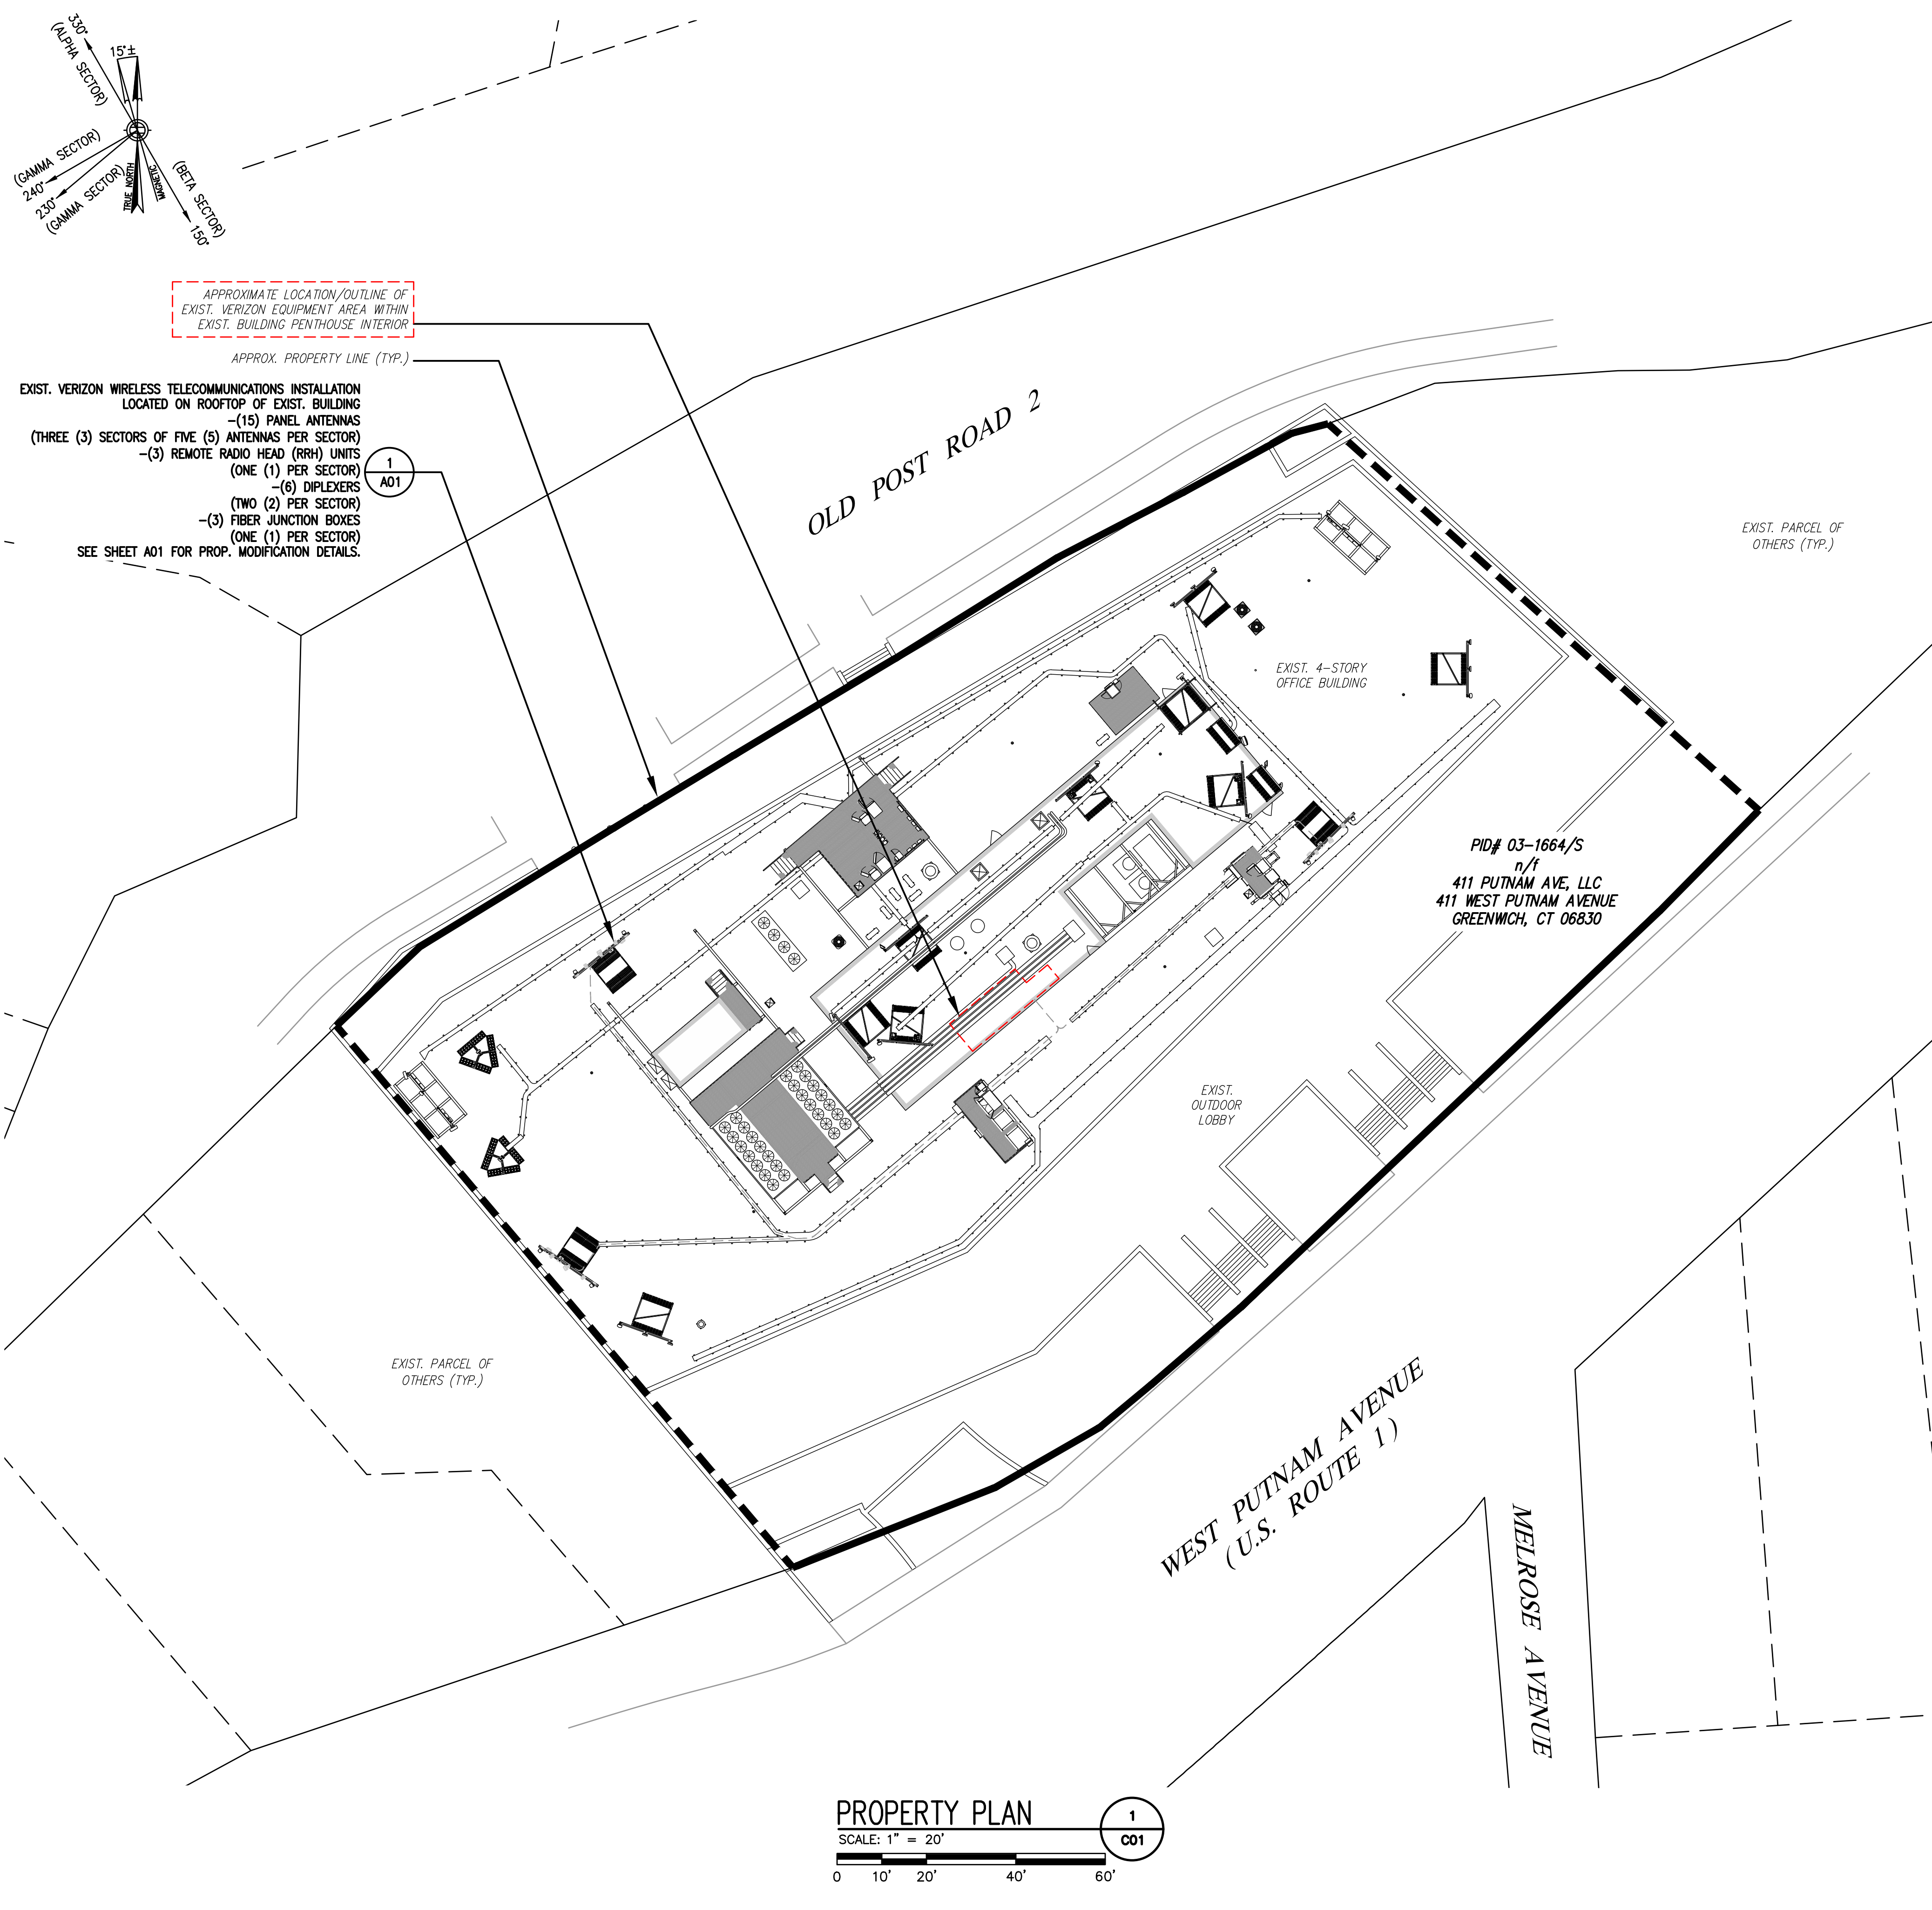 330°
(ALPHA SECTOR)
15°±
(GAMMA SECTOR)
240°
230°
(GAMMA SECTOR)
TRUE NORTH
MAGNETIC
(BETA SECTOR)
150°
APPROXIMATE LOCATION/OUTLINE OF
EXIST. VERIZON EQUIPMENT AREA WITHIN
EXIST. BUILDING PENTHOUSE INTERIOR
APPROX. PROPERTY LINE (TYP.)
EXIST. VERIZON WIRELESS TELECOMMUNICATIONS INSTALLATION
LOCATED ON ROOFTOP OF EXIST. BUILDING
-(15) PANEL ANTENNAS
(THREE (3) SECTORS OF FIVE (5) ANTENNAS PER SECTOR)
-(3) REMOTE RADIO HEAD (RRH) UNITS
(ONE (1) PER SECTOR)
-(6) DIPLEXERS
(TWO (2) PER SECTOR)
-(3) FIBER JUNCTION BOXES
(ONE (1) PER SECTOR)
SEE SHEET A01 FOR PROP. MODIFICATION DETAILS.
1
A01
OLD POST ROAD 2
EXIST. PARCEL OF
OTHERS (TYP.)
EXIST. 4-STORY
OFFICE BUILDING
PID# 03-1664/S
n/f
411 PUTNAM AVE, LLC
411 WEST PUTNAM AVENUE
GREENWICH, CT 06830
EXIST.
OUTDOOR
LOBBY
EXIST. PARCEL OF
OTHERS (TYP.)
WEST PUTNAM AVENUE
(U.S. ROUTE 1)
MELROSE AVENUE
PROPERTY PLAN
SCALE: 1" = 20'
1
C01
0 10' 20' 40' 60'